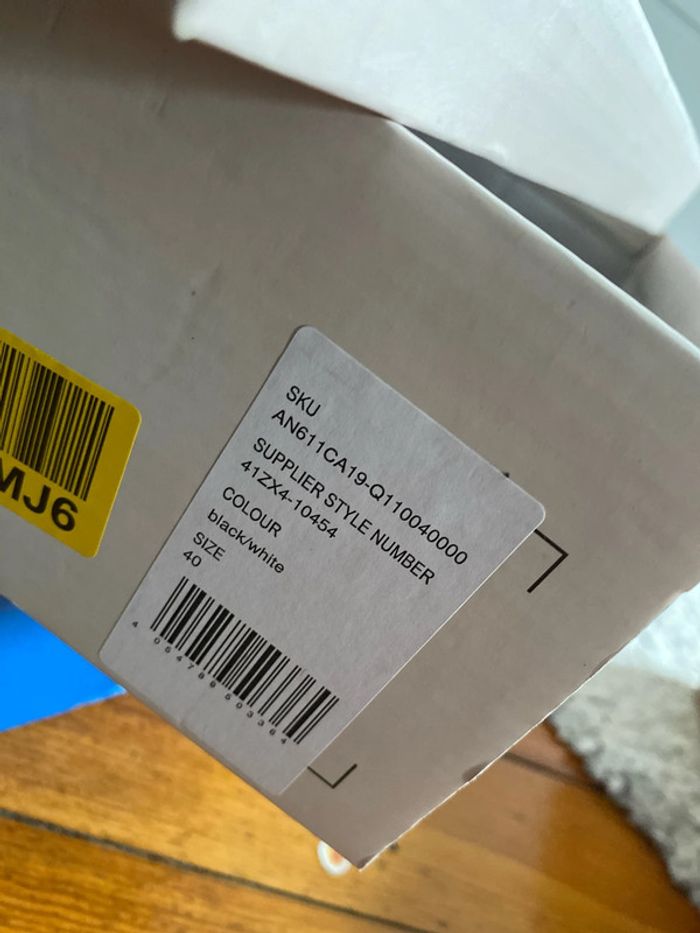 SKU
AN611CA19-Q110040000
SUPPLIER STYLE NUMBER
41ZX4-10454
COLOUR
black/white
SIZE
40
MJ6